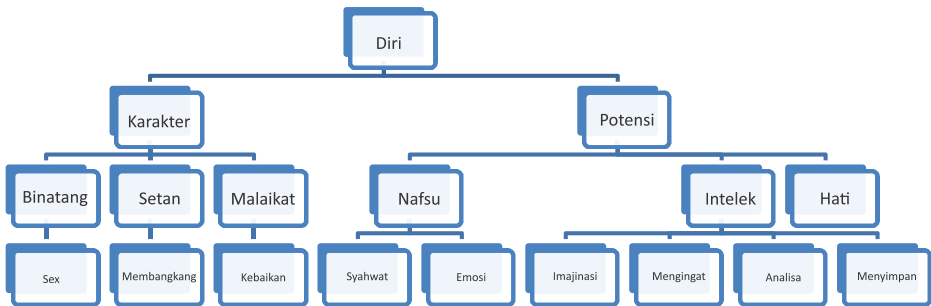 Diri
Karakter
Potensi
Binatang
Setan
Malaikat
Nafsu
Intelek
Hati
Sex
Membangkang
Kebaikan
Syahwat
Emosi
Imajinasi
Mengingat
Analisa
Menyimpan